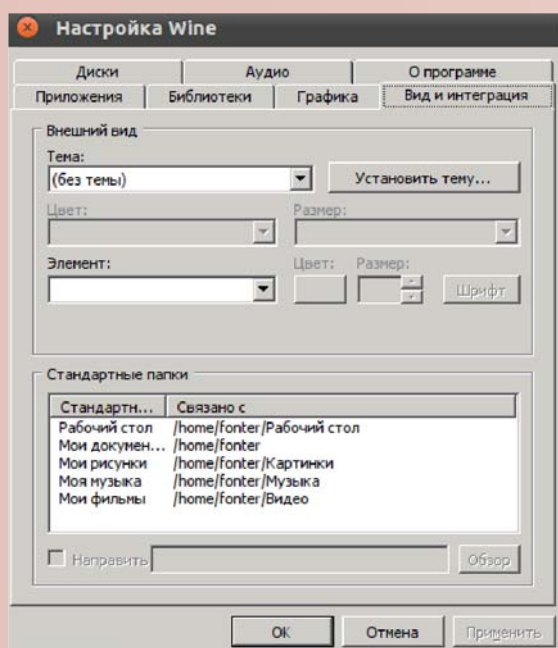 Настройка Wine
Диски Аудио О программе
Приложения Библиотеки Графика Вид и интеграция
Внешний вид
Тема:
(без темы) Установить тему...
Цвет: Размер:
Элемент: Цвет: Размер:
Шрифт
Стандартные папки
Стандартн... Связано с
Рабочий стол /home/fonter/Рабочий стол
Мои докумен... /home/fonter
Мои рисунки /home/fonter/Картинки
Моя музыка /home/fonter/Музыка
Мои фильмы /home/fonter/Видео
Направить Обзор
ОК Отмена Применить